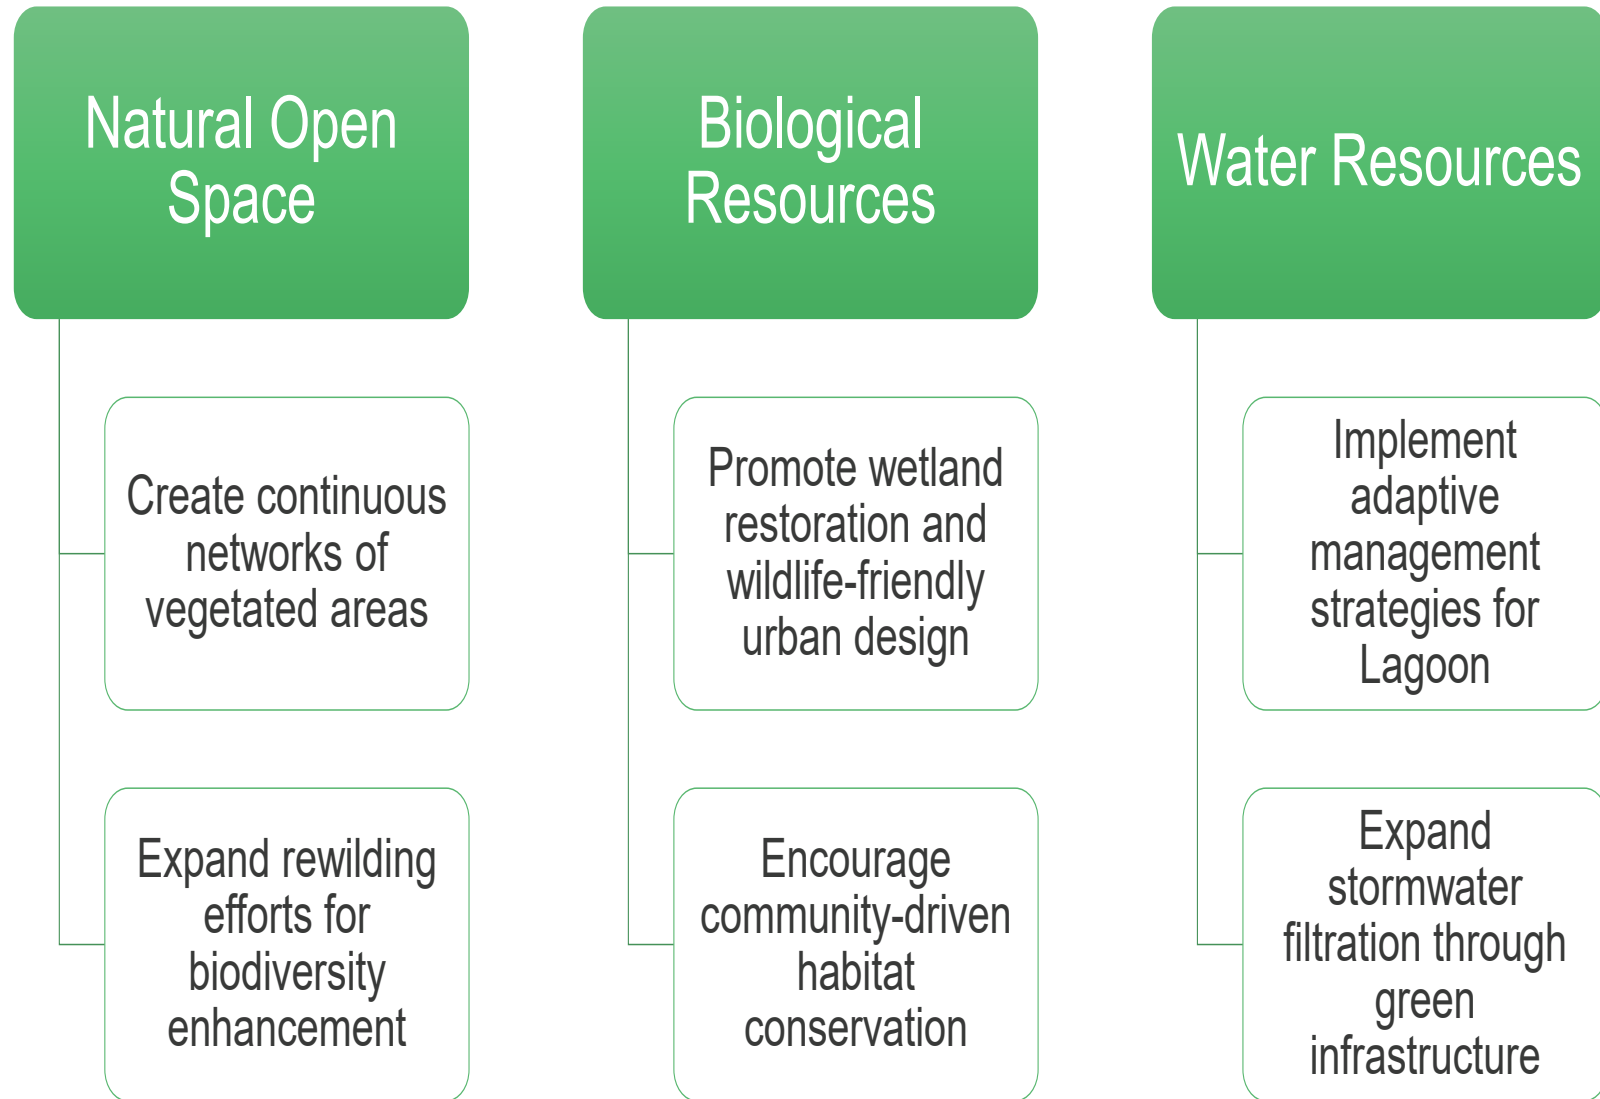 Natural Open
Space
Create continuous
networks of
vegetated areas
Expand rewilding
efforts for
biodiversity
enhancement
Biological
Resources
Promote wetland
restoration and
wildlife-friendly
urban design
Encourage
community-driven
habitat
conservation
Water Resources
Implement
adaptive
management
strategies for
Lagoon
Expand
stormwater
filtration through
green
infrastructure